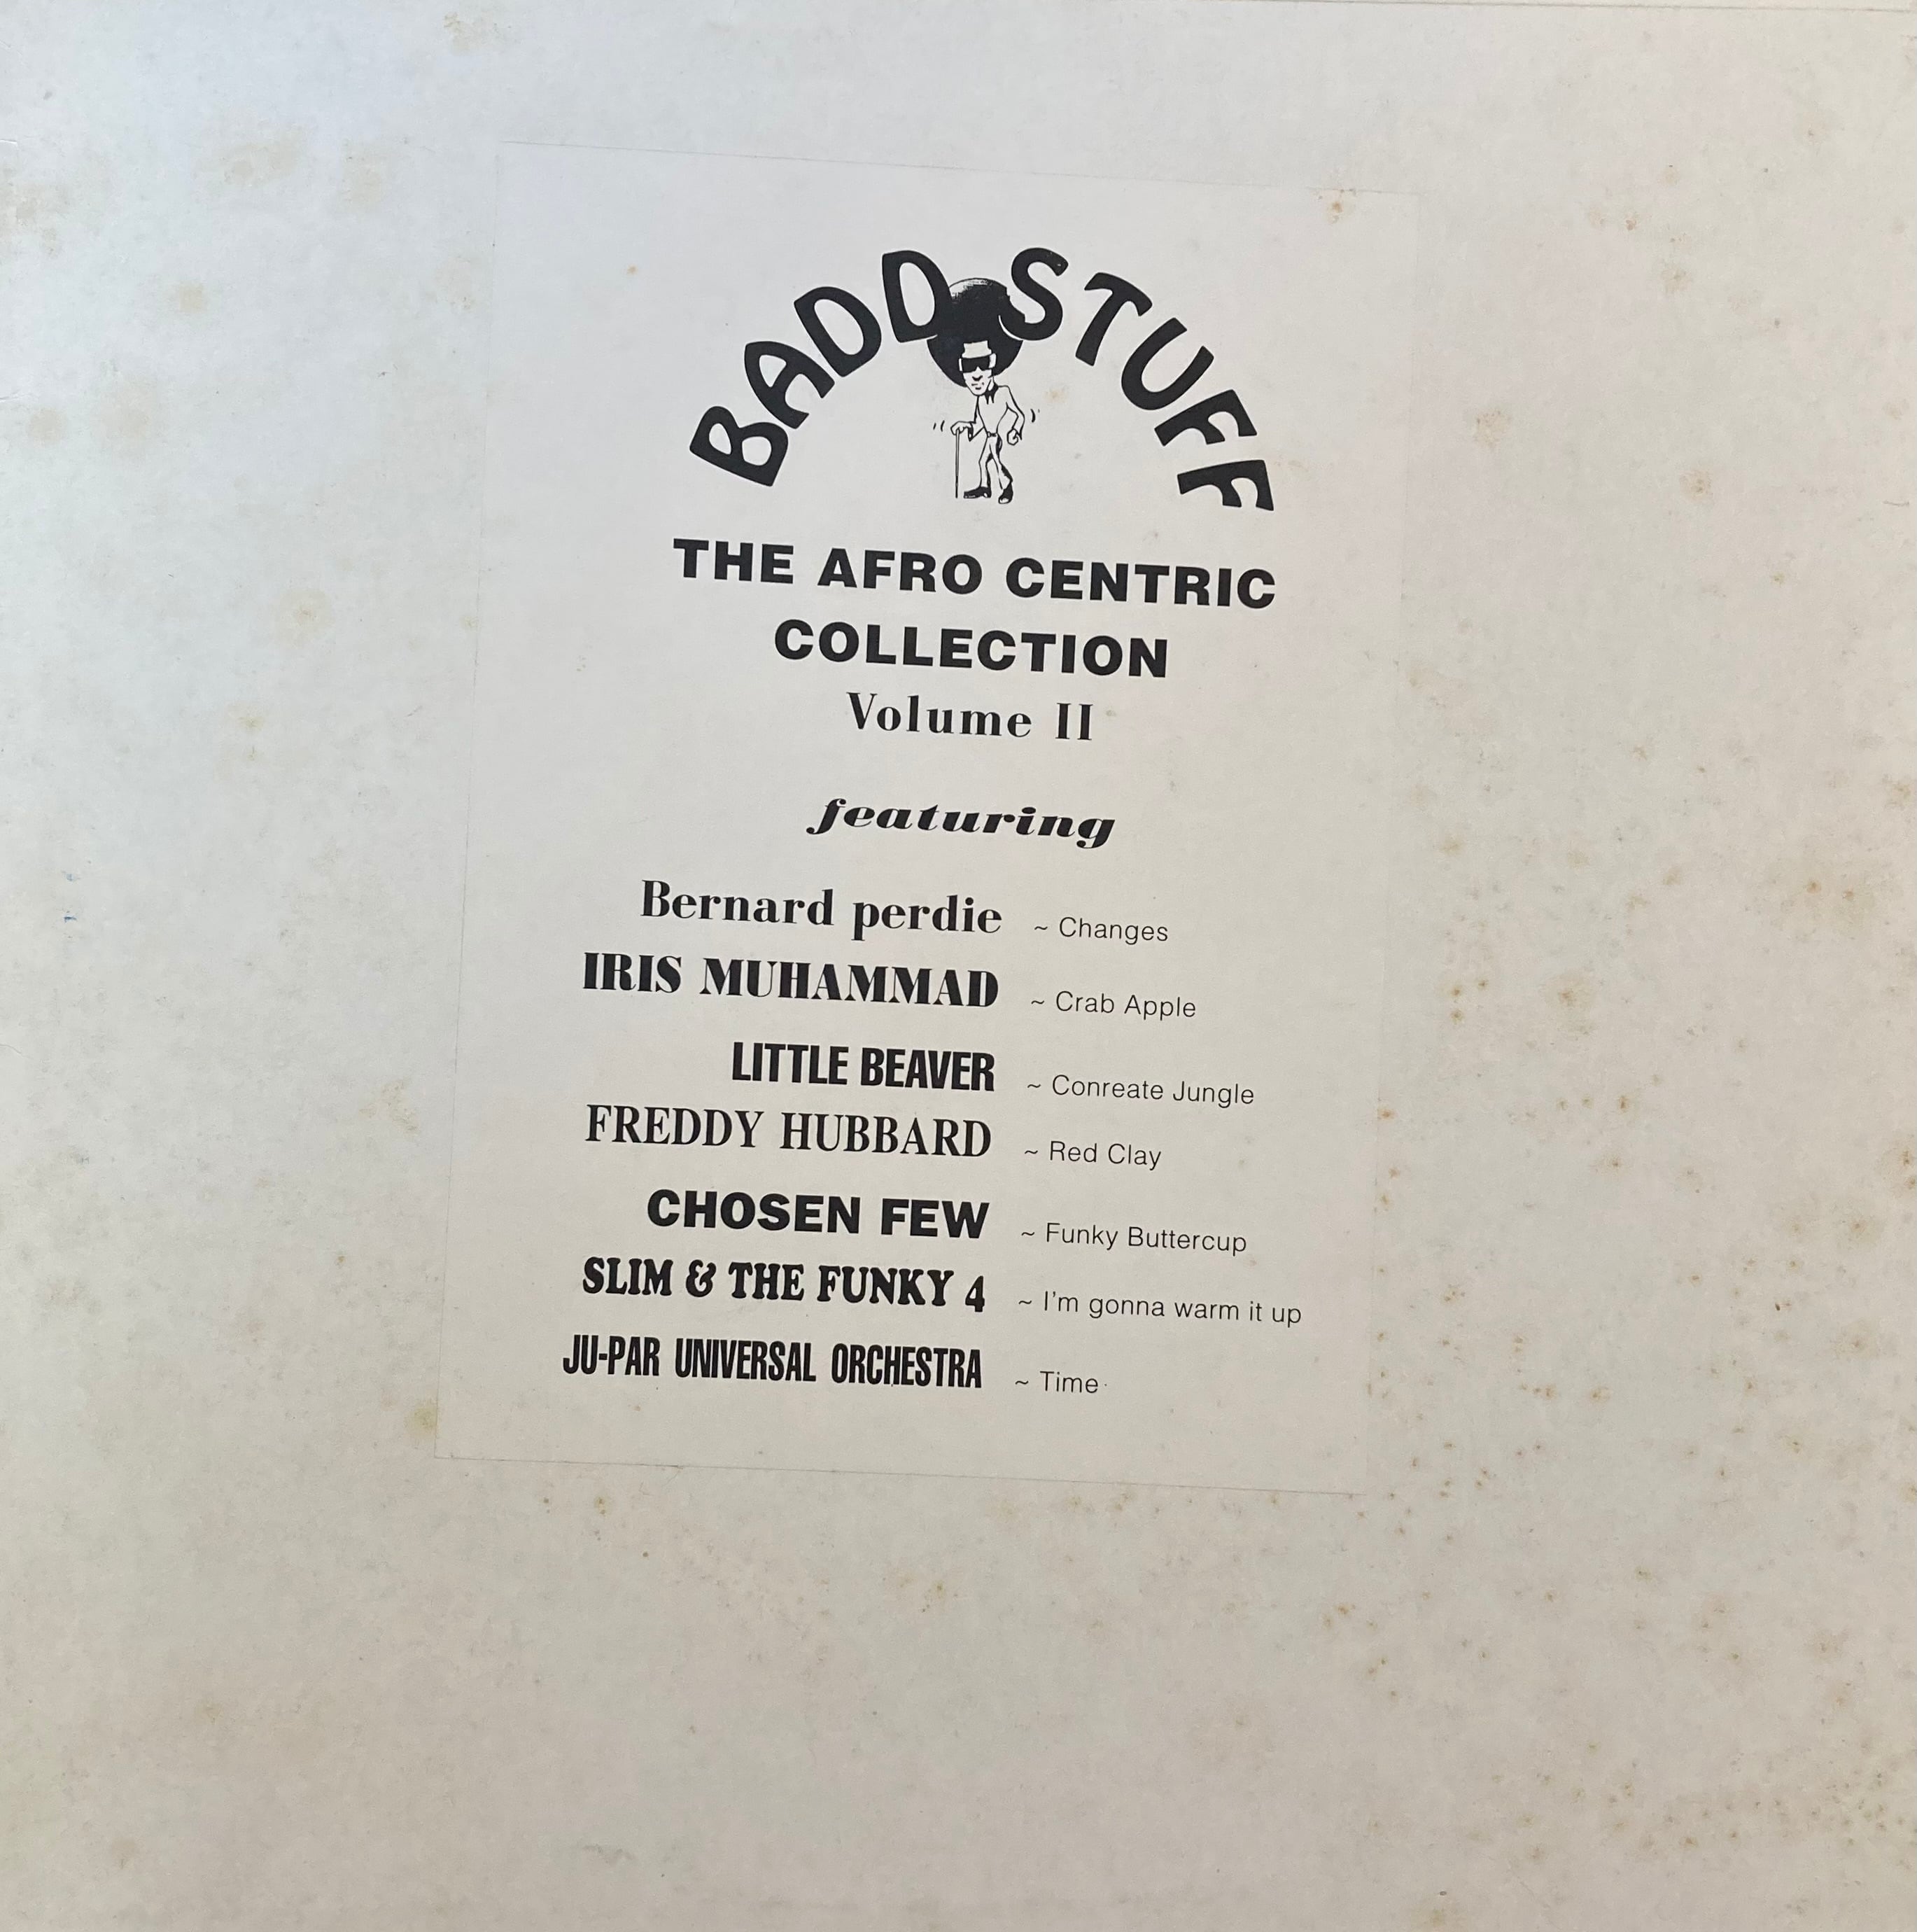 BADD STUFF
THE AFRO CENTRIC
COLLECTION
Volume II
featuring
Bernard perdie ~ Changes
IRIS MUHAMMAD ~ Crab Apple
LITTLE BEAVER ~ Conreate Jungle
FREDDY HUBBARD ~ Red Clay
CHOSEN FEW ~ Funky Buttercup
SLIM & THE FUNKY 4 ~ I'm gonna warm it up
JU-PAR UNIVERSAL ORCHESTRA ~ Time